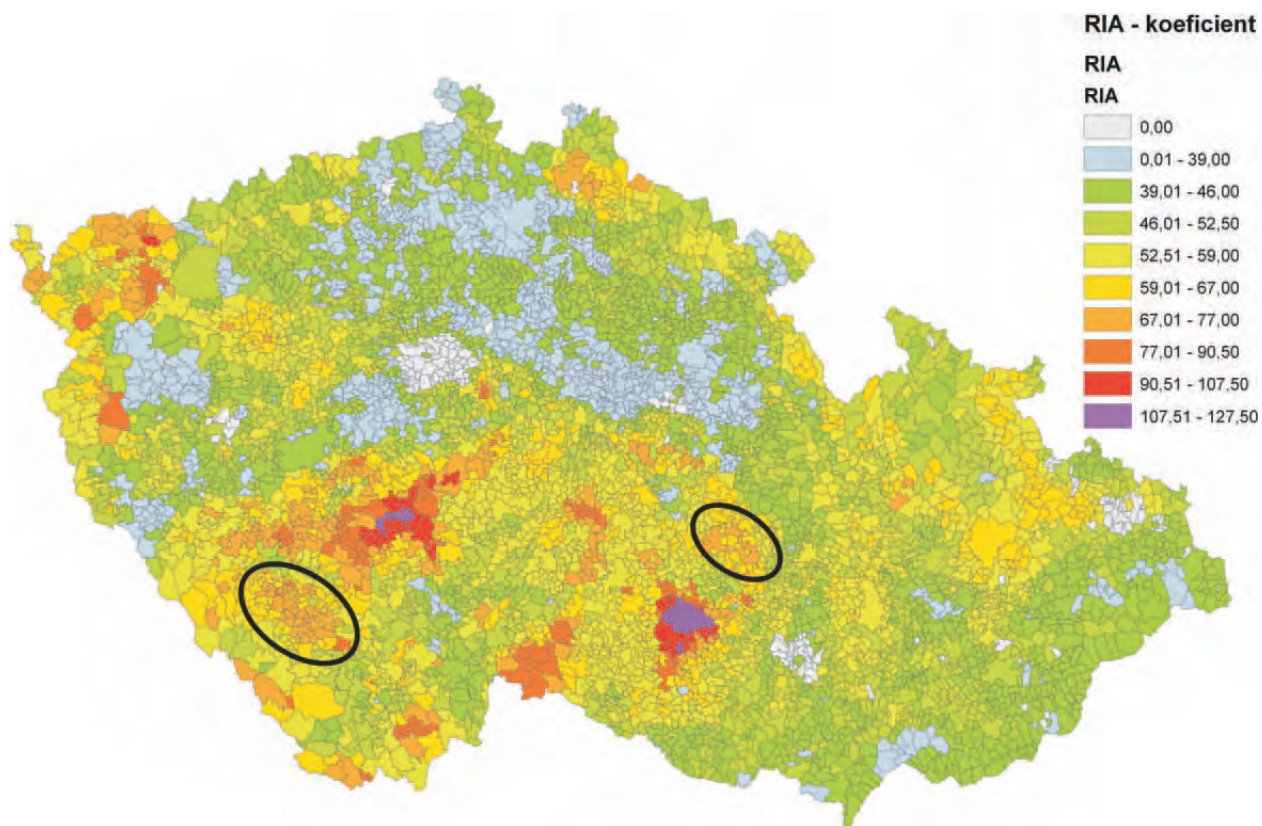 RIA - koeficient
RIA
RIA
0,00
0,01 - 39,00
39,01 - 46,00
46,01 - 52,50
52,51 - 59,00
59,01 - 67,00
67,01 - 77,00
77,01 - 90,50
90,51 - 107,50
107,51 - 127,50